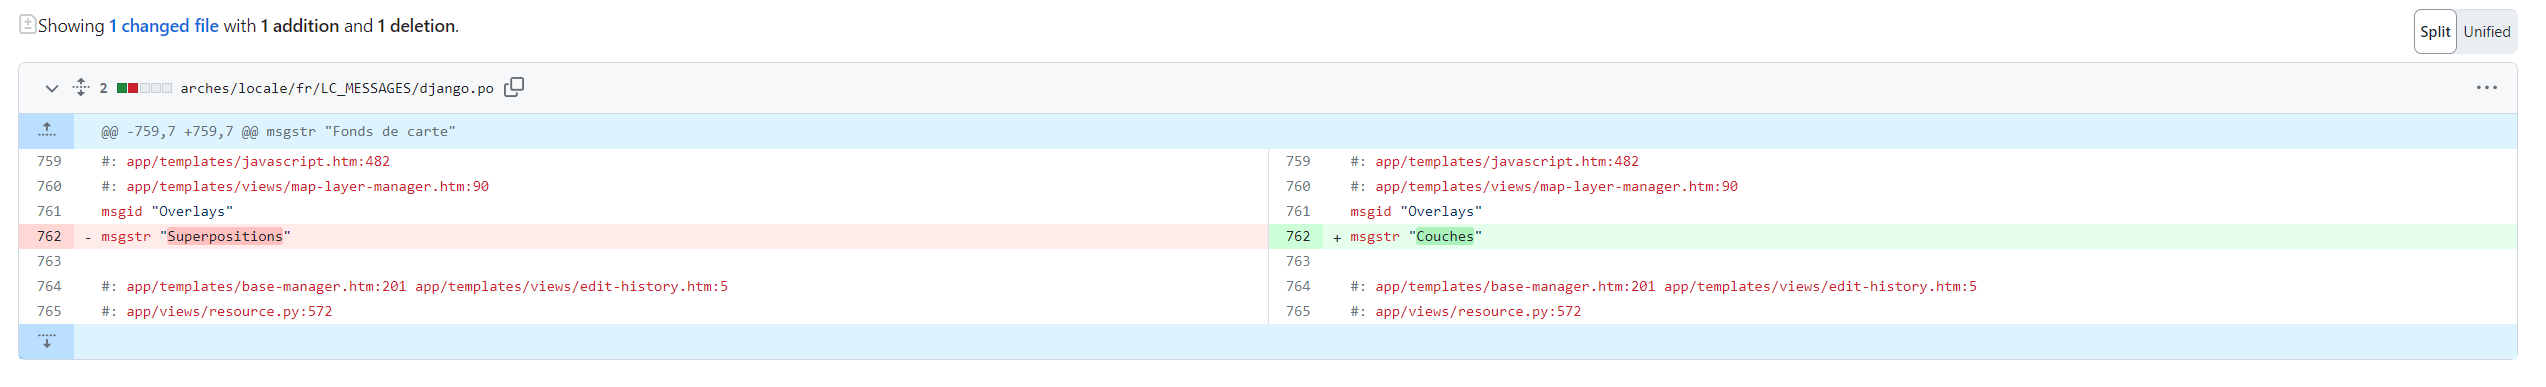 Showing 1 changed file with 1 addition and 1 deletion.
Split Unified
2 arches/locale/fr/LC_MESSAGES/django.po
@@ -759,7 +759,7 @@ msgstr "Fonds de carte"
759 #: app/templates/javascript.htm:482
760 #: app/templates/views/map-layer-manager.htm:90
761 msgid "Overlays"
762 - msgstr "Superpositions"
763
764 #: app/templates/base-manager.htm:201 app/templates/views/edit-history.htm:5
765 #: app/views/resource.py:572
759 #: app/templates/javascript.htm:482
760 #: app/templates/views/map-layer-manager.htm:90
761 msgid "Overlays"
762 + msgstr "Couches"
763
764 #: app/templates/base-manager.htm:201 app/templates/views/edit-history.htm:5
765 #: app/views/resource.py:572